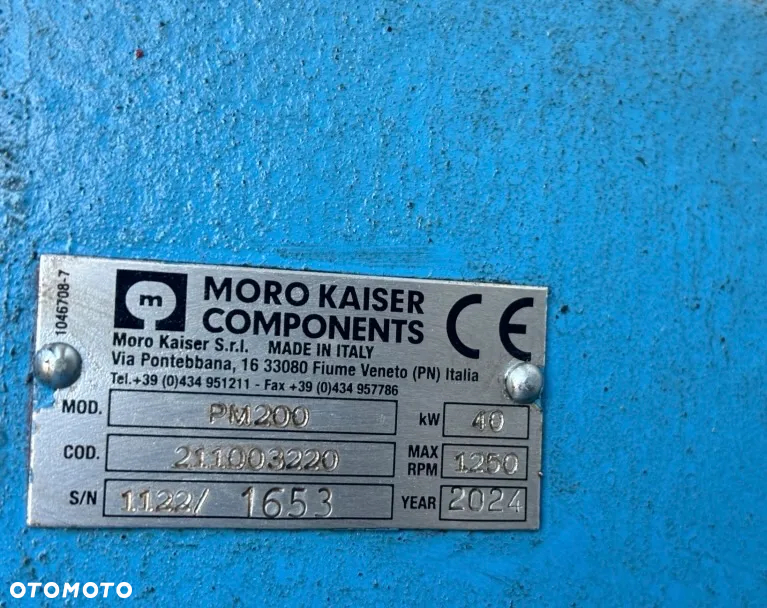 1046708-7
m
MORO KAISER
COMPONENTS
CE
Moro Kaiser S.r.l. MADE IN ITALY
Via Pontebbana, 16 33080 Fiume Veneto (PN) Italia
Tel.+39 (0)434 951211 - Fax +39 (0)434 957786
MOD. PM200 kW 40
COD. 211003220 MAX RPM 1250
S/N 1122/ 1653 YEAR 2024
OTOMOTO